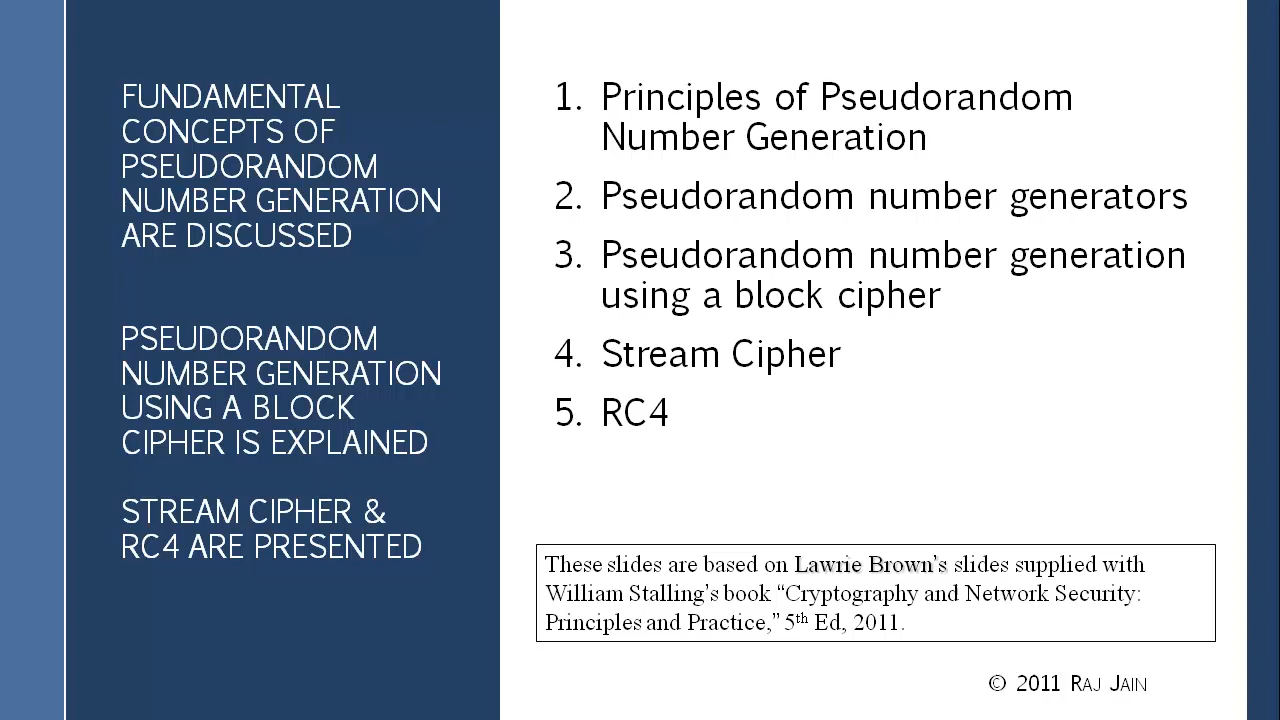 FUNDAMENTAL
CONCEPTS OF
PSEUDORANDOM
NUMBER GENERATION
ARE DISCUSSED
PSEUDORANDOM
NUMBER GENERATION
USING A BLOCK
CIPHER IS EXPLAINED
STREAM CIPHER &
RC4 ARE PRESENTED
1. Principles of Pseudorandom
Number Generation
2. Pseudorandom number generators
3. Pseudorandom number generation
using a block cipher
4. Stream Cipher
5. RC4
These slides are based on Lawrie Brown's slides supplied with
William Stalling's book “Cryptography and Network Security:
Principles and Practice,” 5th Ed, 2011.
© 2011 RAJ JAIN